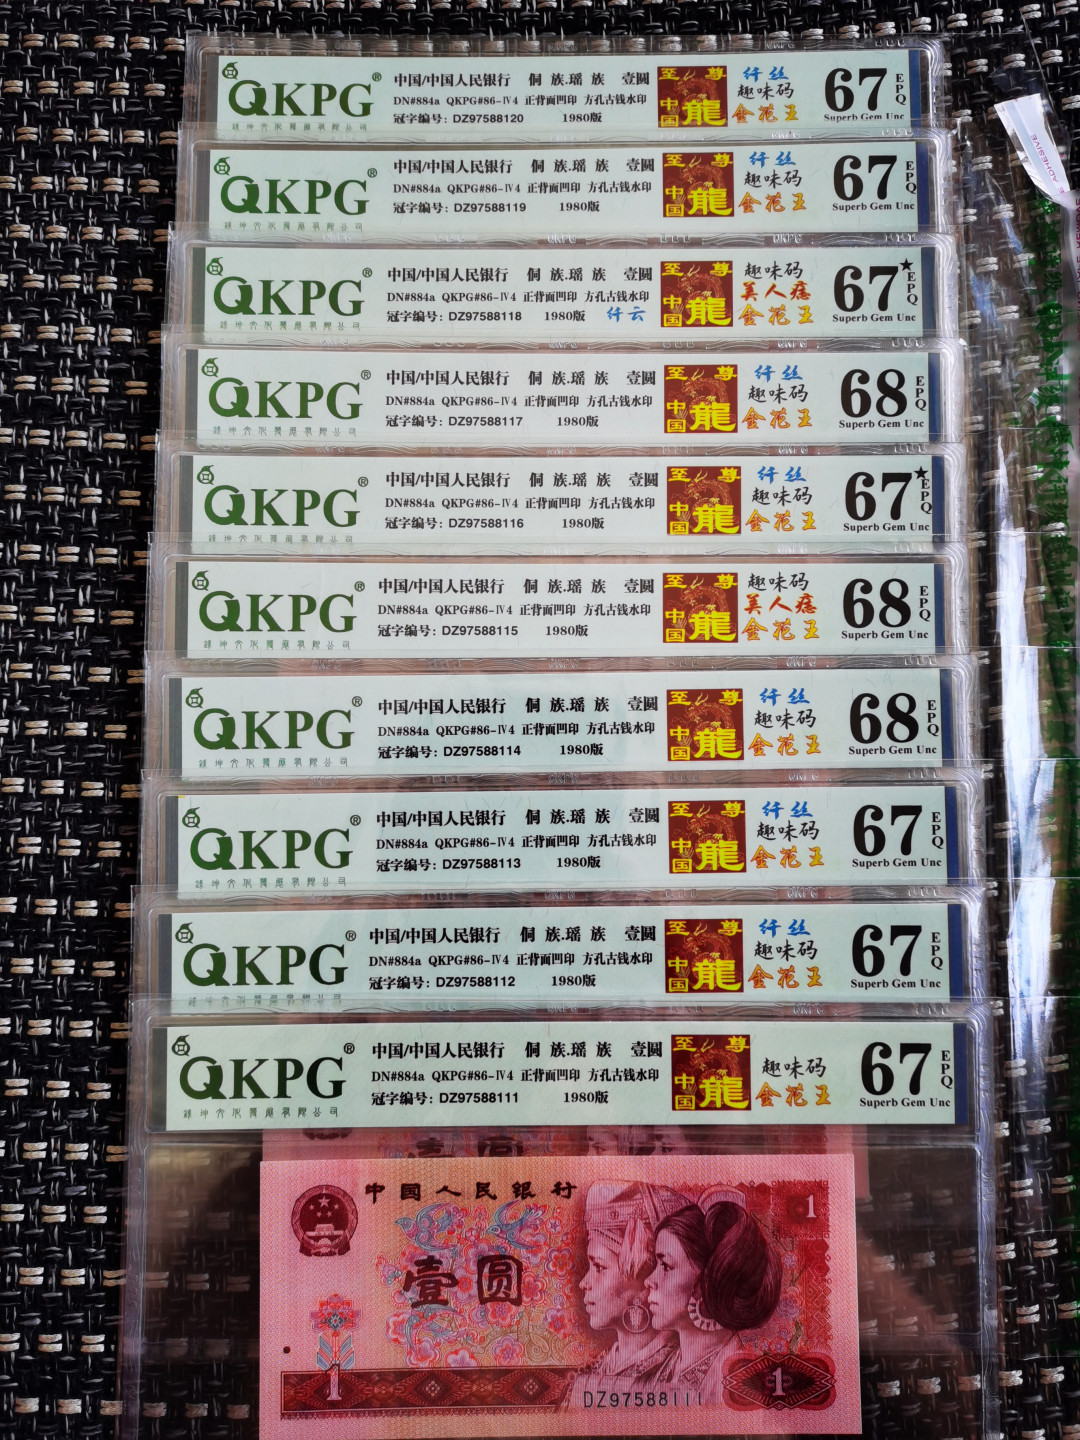 QKPG®
中国/中国人民银行 侗 族.瑶 族 壹圆
DN#884a QKPG#86-Ⅳ4 正背面凹印 方孔古钱水印
冠字编号: DZ97588120 1980版
至尊
中国
龍
纤丝
趣味码
金花王
67 EPQ
Superb Gem Unc
QKPG®
中国/中国人民银行 侗 族.瑶 族 壹圆
DN#884a QKPG#86-Ⅳ4 正背面凹印 方孔古钱水印
冠字编号: DZ97588119 1980版
至尊
中国
龍
纤丝
趣味码
金花王
67 EPQ
Superb Gem Unc
QKPG®
中国/中国人民银行 侗 族.瑶 族 壹圆
DN#884a QKPG#86-Ⅳ4 正背面凹印 方孔古钱水印
冠字编号: DZ97588118 1980版 纤云
至尊
中国
龍
趣味码
美人痣
金花王
67★ EPQ
Superb Gem Unc
QKPG®
中国/中国人民银行 侗 族.瑶 族 壹圆
DN#884a QKPG#86-Ⅳ4 正背面凹印 方孔古钱水印
冠字编号: DZ97588117 1980版
至尊
中国
龍
纤丝
趣味码
金花王
68 EPQ
Superb Gem Unc
QKPG®
中国/中国人民银行 侗 族.瑶 族 壹圆
DN#884a QKPG#86-Ⅳ4 正背面凹印 方孔古钱水印
冠字编号: DZ97588116 1980版
至尊
中国
龍
纤丝
趣味码
金花王
67★ EPQ
Superb Gem Unc
QKPG®
中国/中国人民银行 侗 族.瑶 族 壹圆
DN#884a QKPG#86-Ⅳ4 正背面凹印 方孔古钱水印
冠字编号: DZ97588115 1980版
至尊
中国
龍
趣味码
美人痣
金花王
68 EPQ
Superb Gem Unc
QKPG®
中国/中国人民银行 侗 族.瑶 族 壹圆
DN#884a QKPG#86-Ⅳ4 正背面凹印 方孔古钱水印
冠字编号: DZ97588114 1980版
至尊
中国
龍
纤丝
趣味码
金花王
68 EPQ
Superb Gem Unc
QKPG®
中国/中国人民银行 侗 族.瑶 族 壹圆
DN#884a QKPG#86-Ⅳ4 正背面凹印 方孔古钱水印
冠字编号: DZ97588113 1980版
至尊
中国
龍
纤丝
趣味码
金花王
67 EPQ
Superb Gem Unc
QKPG®
中国/中国人民银行 侗 族.瑶 族 壹圆
DN#884a QKPG#86-Ⅳ4 正背面凹印 方孔古钱水印
冠字编号: DZ97588112 1980版
至尊
中国
龍
纤丝
趣味码
金花王
67 EPQ
Superb Gem Unc
QKPG®
中国/中国人民银行 侗 族.瑶 族 壹圆
DN#884a QKPG#86-Ⅳ4 正背面凹印 方孔古钱水印
冠字编号: DZ97588111 1980版
至尊
中国
龍
趣味码
金花王
67 EPQ
Superb Gem Unc
中国人民银行
1
壹圆
1
1
DZ97588111
ADHESIVE